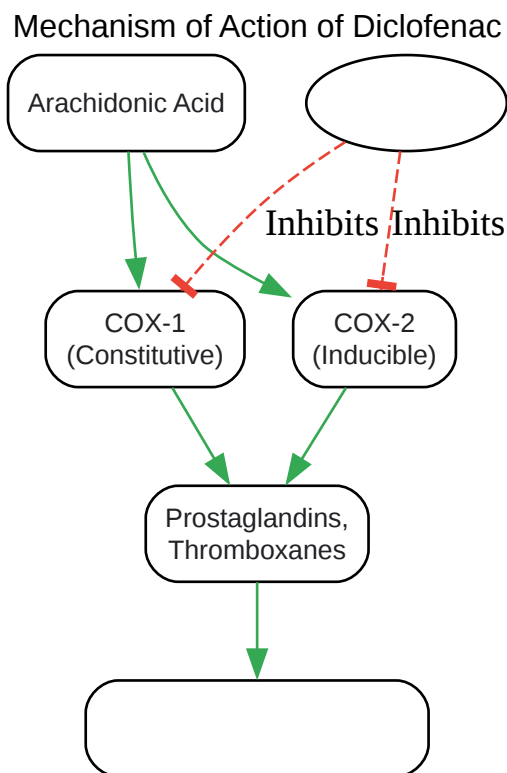 Mechanism of Action of Diclofenac
Arachidonic Acid
Inhibits
Inhibits
COX-1
(Constitutive)
COX-2
(Inducible)
Prostaglandins,
Thromboxanes